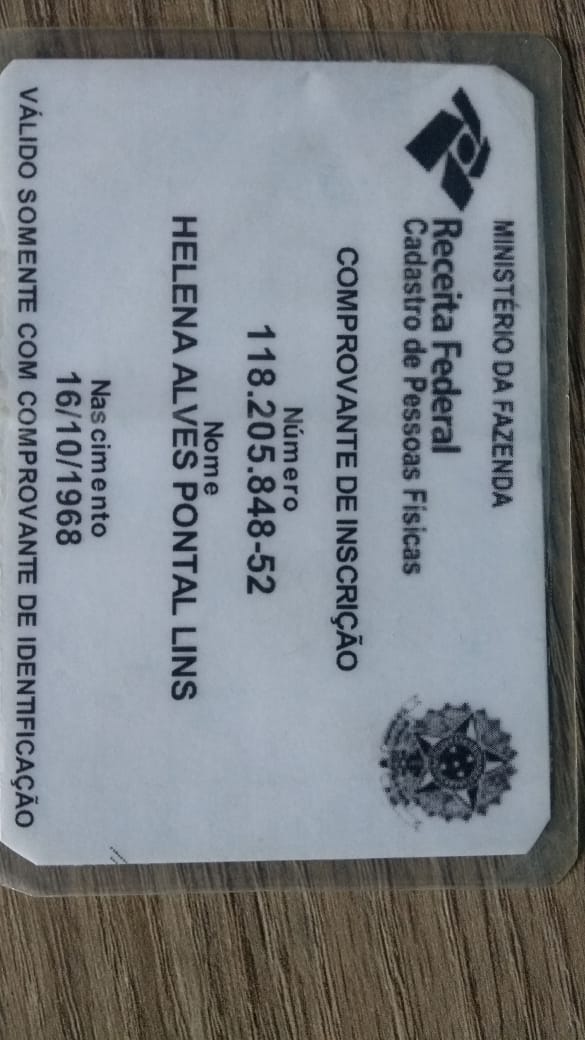 MINISTÉRIO DA FAZENDA
Receita Federal
Cadastro de Pessoas Físicas
COMPROVANTE DE INSCRIÇÃO
Número
118.205.848-52
Nome
HELENA ALVES PONTAL LINS
Nascimento
16/10/1968
VÁLIDO SOMENTE COM COMPROVANTE DE IDENTIFICAÇÃO